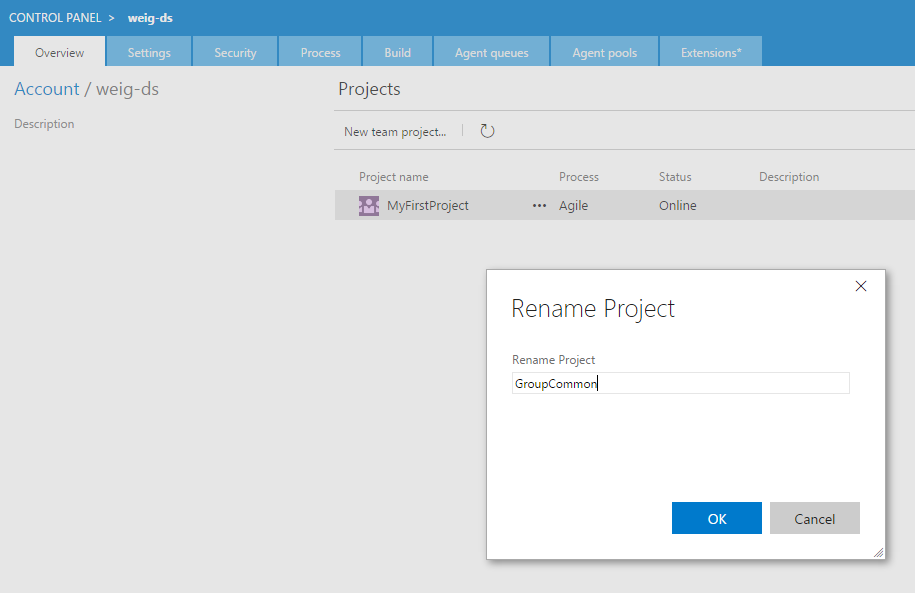 CONTROL PANEL > weig-ds
Overview Settings Security Process Build Agent queues Agent pools Extensions*
Account / weig-ds
Description
Projects
New team project...
Project name Process Status Description
MyFirstProject ••• Agile Online
Rename Project
Rename Project
GroupCommon
OK Cancel